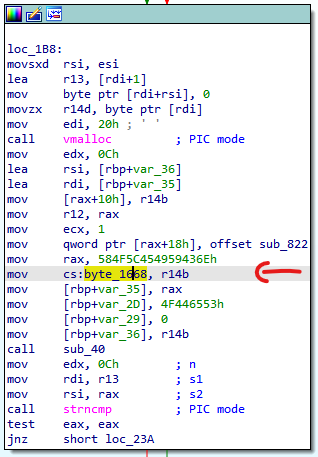 loc_1B8:
movsxd rsi, esi
lea r13, [rdi+1]
mov byte ptr [rdi+rsi], 0
movzx r14d, byte ptr [rdi]
mov edi, 20h ; ' '
call vmalloc ; PIC mode
mov edx, 0Ch
lea rsi, [rbp+var_36]
lea rdi, [rbp+var_35]
mov [rax+10h], r14b
mov r12, rax
mov ecx, 1
mov qword ptr [rax+18h], offset sub_822
mov rax, 584F5C454959436Eh
mov cs:byte_1668, r14b
mov [rbp+var_35], rax
mov [rbp+var_2D], 4F446553h
mov [rbp+var_29], 0
mov [rbp+var_36], r14b
call sub_40
mov edx, 0Ch ; n
mov rdi, r13 ; s1
mov rsi, rax ; s2
call strncmp ; PIC mode
test eax, eax
jnz short loc_23A